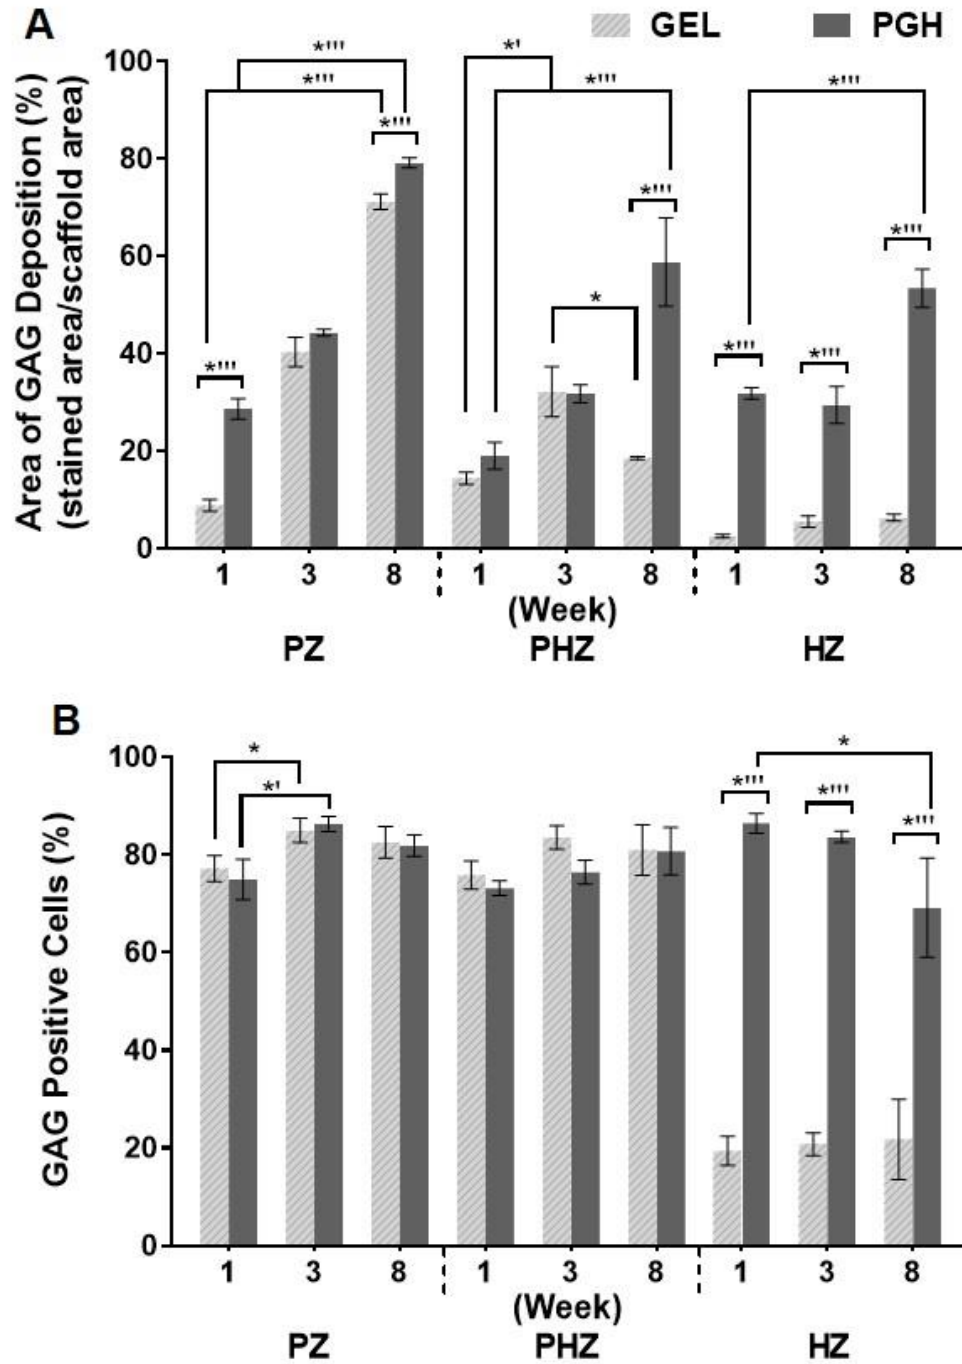 A
GEL PGH
Area of GAG Deposition (%)
(stained area/scaffold area)
100
80
60
40
20
0
*'''
*'''
*'''
*'''
*'
*'''
*'''
*
*'''
*'''
*'''
*'''
1 3 8 1 3 8 1 3 8
(Week)
PZ PHZ HZ
B
GAG Positive Cells (%)
100
80
60
40
20
0
*
*'
*
*'''
*'''
*'''
1 3 8 1 3 8 1 3 8
(Week)
PZ PHZ HZ